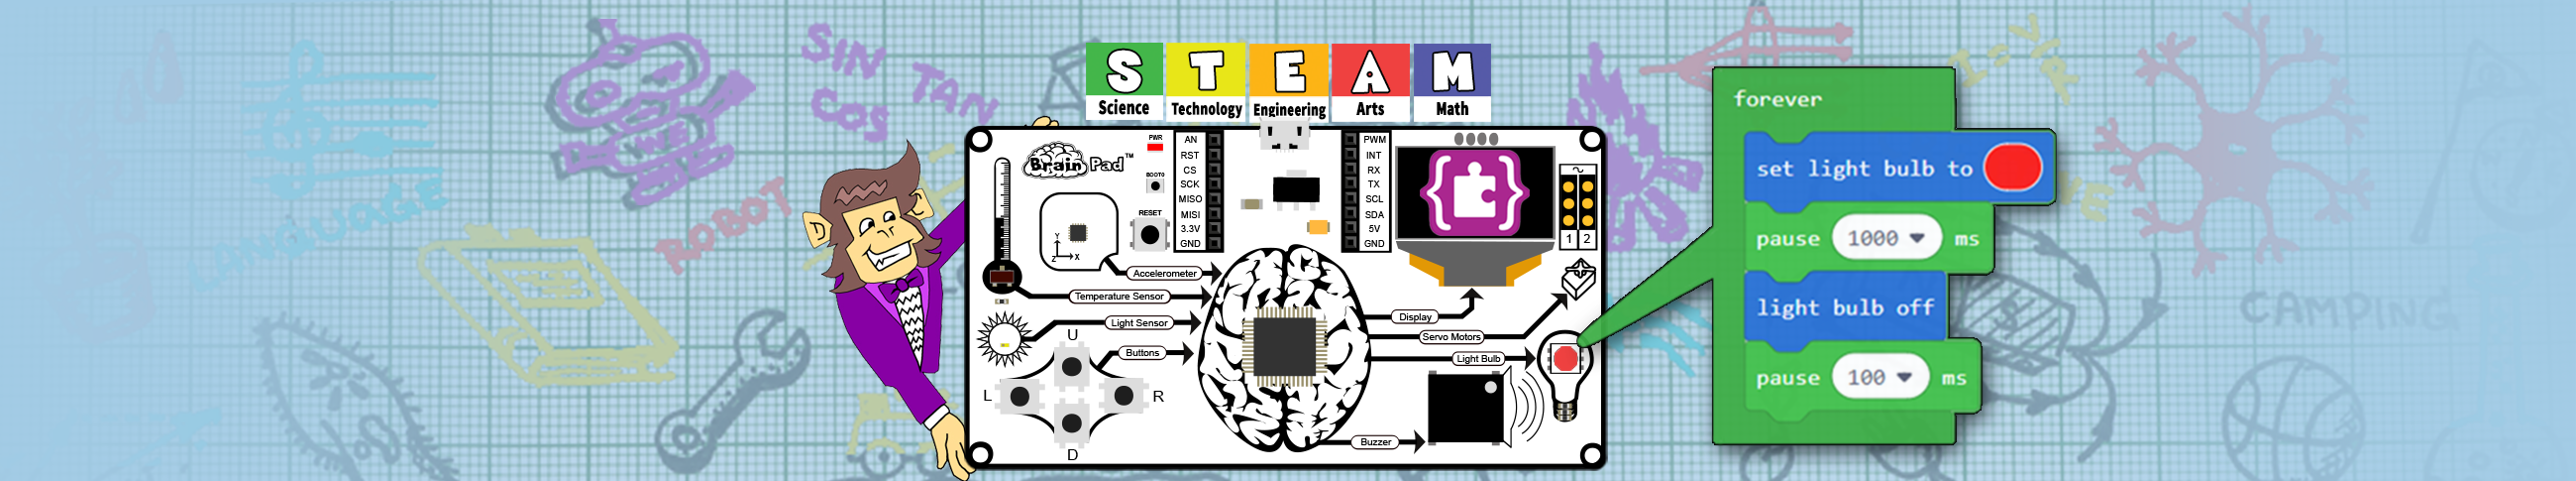 S T E A M
Science Technology Engineering Arts Math
SIN TAN
COS
LANGUAGE
ROBOT
CAMPING
Brain Pad™
PWR
BOOT0
RESET
AN
RST
CS
SCK
MISO
MISI
3.3V
GND
PWM
INT
RX
TX
SCL
SDA
5V
GND
1 2
Y
Z X
Accelerometer
Temperature Sensor
Light Sensor
Buttons
U
L R
D
Display
Servo Motors
Light Bulb
Buzzer
forever
set light bulb to
pause 1000 ms
light bulb off
pause 100 ms